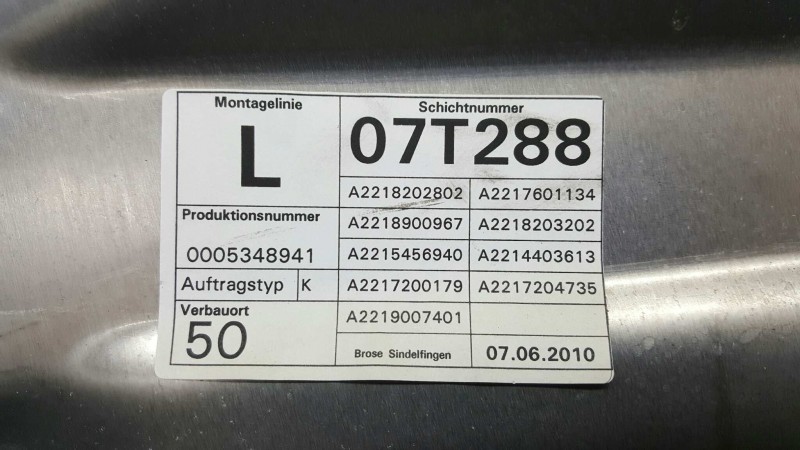 Montagelinie
L
Schichtnummer
07T288
A2218202802 A2217601134
Produktionsnummer
0005348941
A2218900967 A2218203202
A2215456940 A2214403613
Auftragstyp K
A2217200179 A2217204735
Verbauort
50
A2219007401
Brose Sindelfingen 07.06.2010